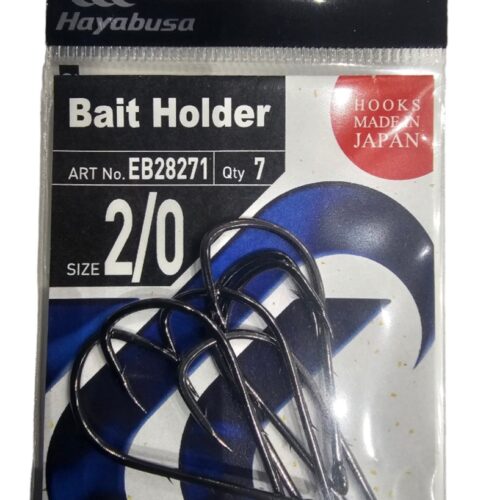 Hayabusa
Bait Holder
ART No. EB28271 Qty 7
SIZE 2/0
HOOKS
MADE IN
JAPAN